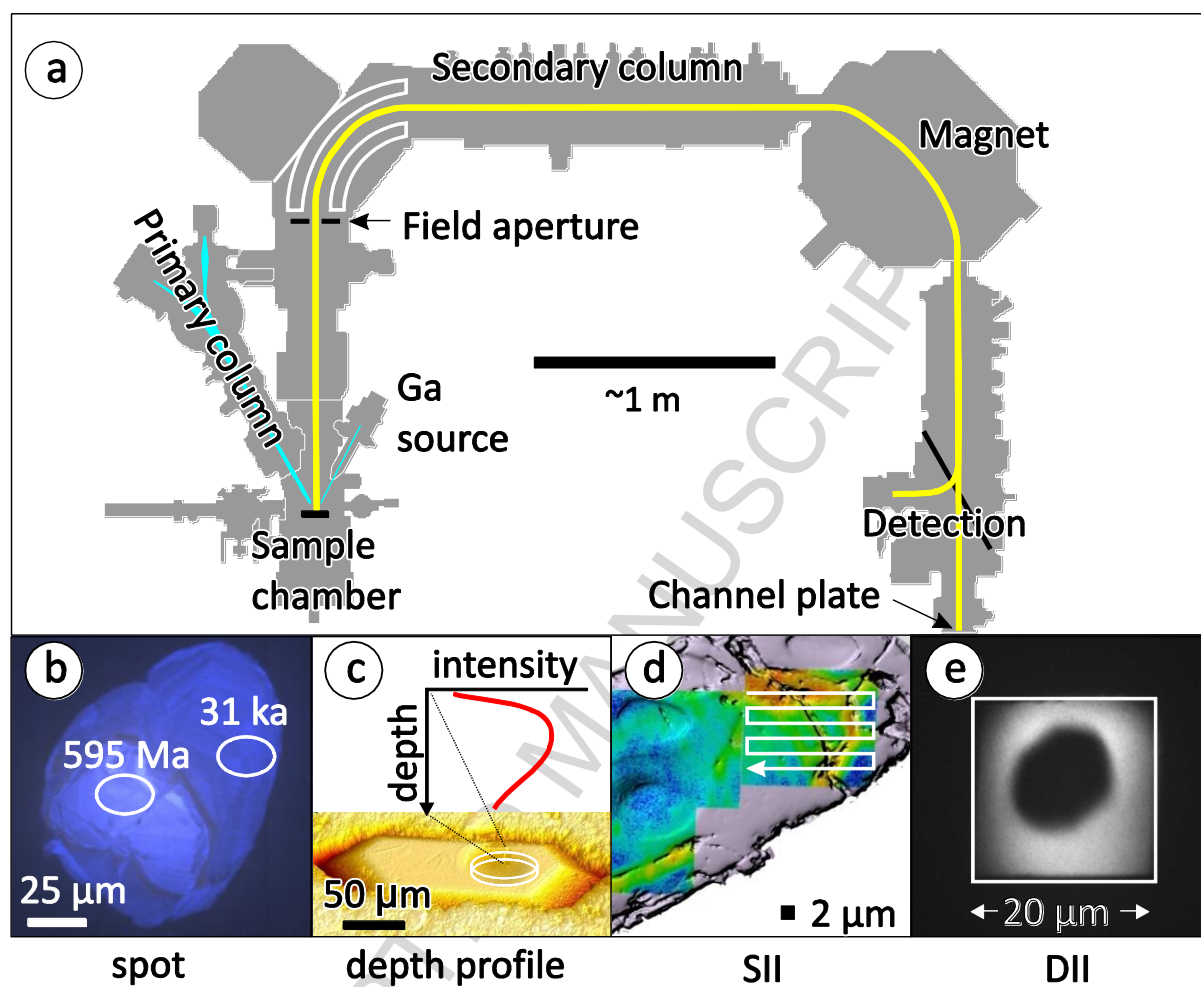 a
Secondary column
Magnet
Field aperture
Primary column
Ga
source
~1 m
Sample
chamber
Detection
Channel plate
b
31 ka
595 Ma
25 µm
spot
c
intensity
depth
50 µm
depth profile
d
2 µm
SII
e
20 µm
DII